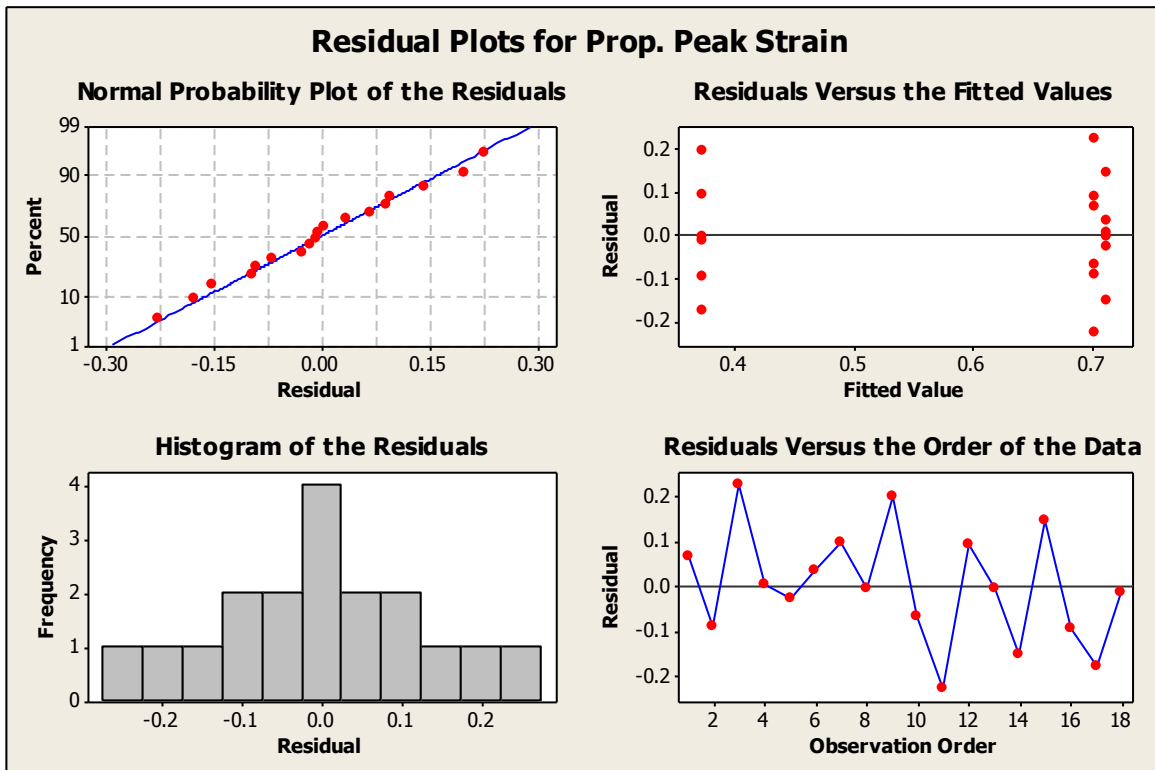 Residual Plots for Prop. Peak Strain
Normal Probability Plot of the Residuals
99
90
50
10
1
Percent
-0.30 -0.15 0.00 0.15 0.30
Residual
Residuals Versus the Fitted Values
0.2
0.1
0.0
-0.1
-0.2
Residual
0.4 0.5 0.6 0.7
Fitted Value
Histogram of the Residuals
4
3
2
1
0
Frequency
-0.2 -0.1 0.0 0.1 0.2
Residual
Residuals Versus the Order of the Data
0.2
0.1
0.0
-0.1
-0.2
Residual
2 4 6 8 10 12 14 16 18
Observation Order